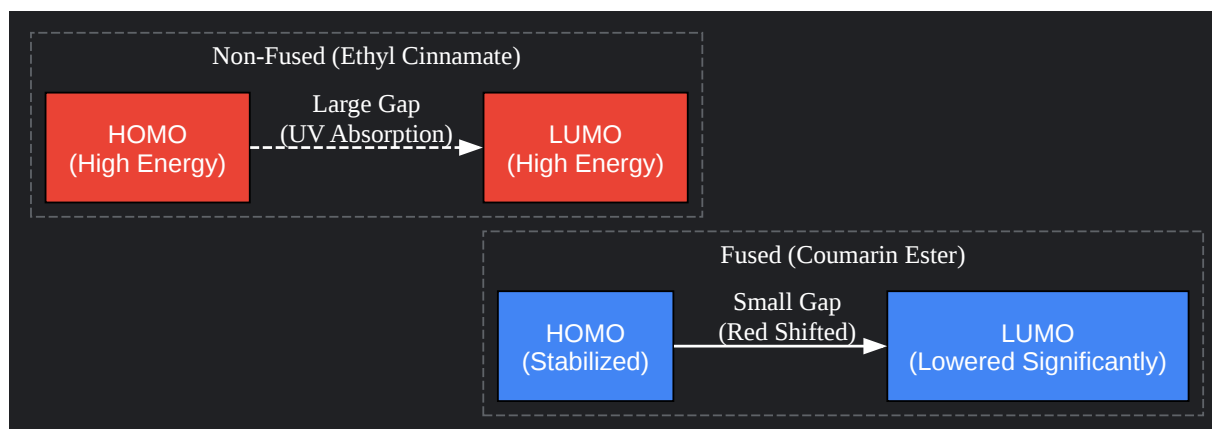 Non-Fused (Ethyl Cinnamate)
HOMO
(High Energy)
Large Gap
(UV Absorption)
LUMO
(High Energy)
Fused (Coumarin Ester)
HOMO
(Stabilized)
Small Gap
(Red Shifted)
LUMO
(Lowered Significantly)